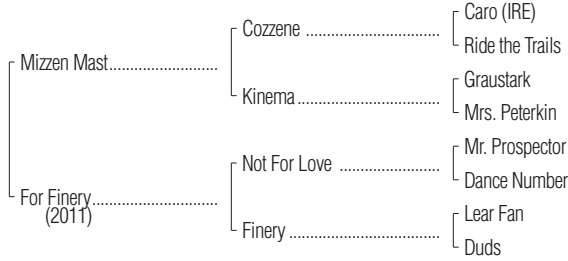 Caro (IRE)
Cozzene ................................
Ride the Trails
Mizzen Mast..........................
Graustark
Kinema...................................
Mrs. Peterkin
Mr. Prospector
Not For Love ........................
Dance Number
For Finery..............................
(2011)
Lear Fan
Finery .....................................
Duds